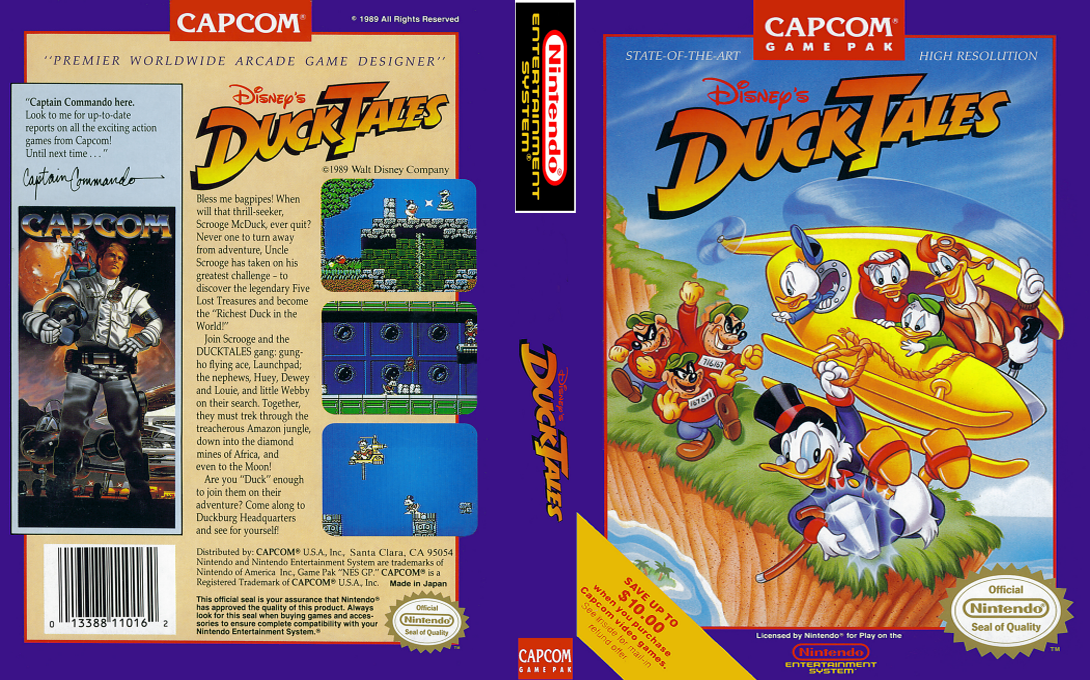 CAPCOM®
© 1989 All Rights Reserved
"PREMIER WORLDWIDE ARCADE GAME DESIGNER"
"Captain Commando here.
Look to me for up-to-date
reports on all the exciting action
games from Capcom!
Until next time . . ."
Captain Commando
CAPCOM
DISNEY'S
DUCKTALES
©1989 Walt Disney Company
Bless me bagpipes! When
will that thrill-seeker,
Scrooge McDuck, ever quit?
Never one to turn away
from adventure, Uncle
Scrooge has taken on his
greatest challenge – to
discover the legendary Five
Lost Treasures and become
the "Richest Duck in the
World!"
Join Scrooge and the
DUCKTALES gang: gung-
ho flying ace, Launchpad;
the nephews, Huey, Dewey
and Louie, and little Webby
on their search. Together,
they must trek through the
treacherous Amazon jungle,
down into the diamond
mines of Africa, and
even to the Moon!
Are you "Duck" enough
to join them on their
adventure? Come along to
Duckburg Headquarters
and see for yourself!
0 13388 11016 2
Distributed by: CAPCOM® U.S.A., Inc., Santa Clara, CA 95054
Nintendo and Nintendo Entertainment System are trademarks of
Nintendo of America Inc., Game Pak "NES GP." CAPCOM® is a
Registered Trademark of CAPCOM® U.S.A., Inc. Made in Japan
This official seal is your assurance that Nintendo®
has approved the quality of this product. Always
look for this seal when buying games and acces-
sories to ensure complete compatibility with your
Nintendo Entertainment System.®
Official
Nintendo®
Seal of Quality
TM
Nintendo®
ENTERTAINMENT
SYSTEM®
DISNEY'S
DUCKTALES
CAPCOM
GAME PAK
CAPCOM®
GAME PAK
STATE-OF-THE-ART
HIGH RESOLUTION
DISNEY'S
DUCKTALES
716167
167671
SAVE UP TO
$10.00
when you purchase
Capcom video games.
See inside for mail-in
refund offer.
Official
Nintendo®
Seal of Quality
TM
Licensed by Nintendo® for Play on the
Nintendo
ENTERTAINMENT
SYSTEM™